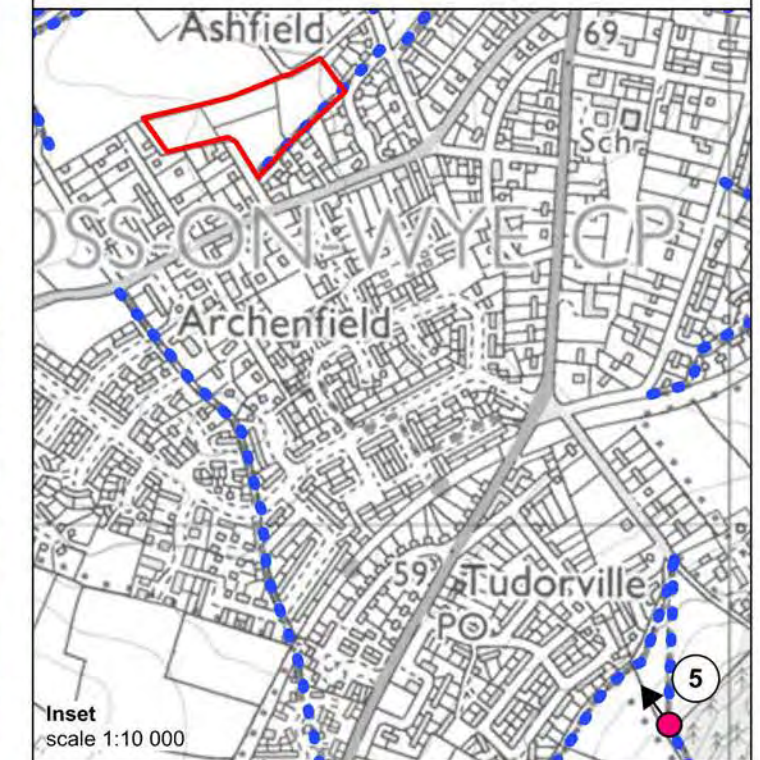 Ashfield
69
Sch
OSS-ON-WYE CP
Archenfield
59
Tudorville
PO
5
Inset
scale 1:10 000